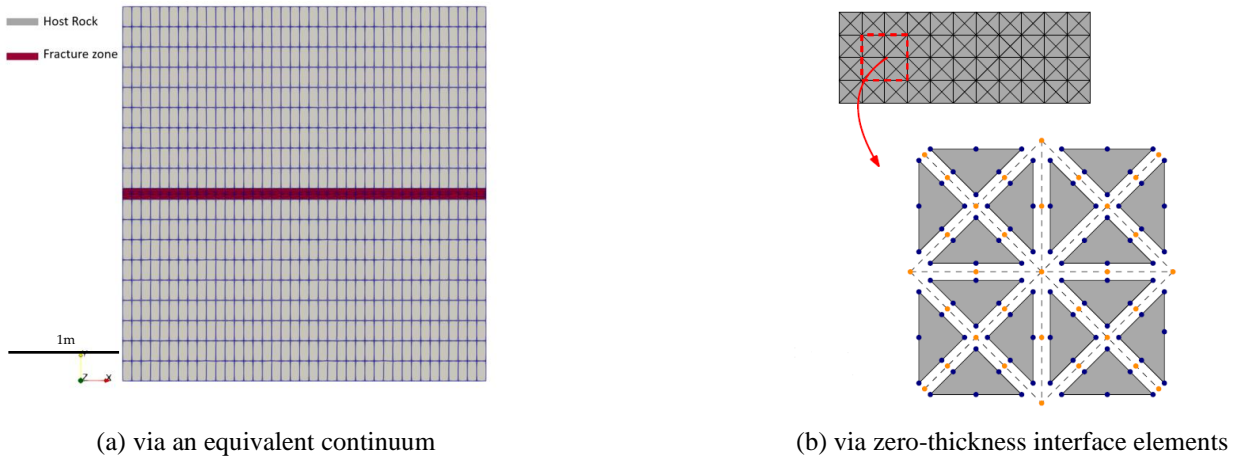 Host Rock
Fracture zone
1m
Y
Z
X
(a) via an equivalent continuum
(b) via zero-thickness interface elements